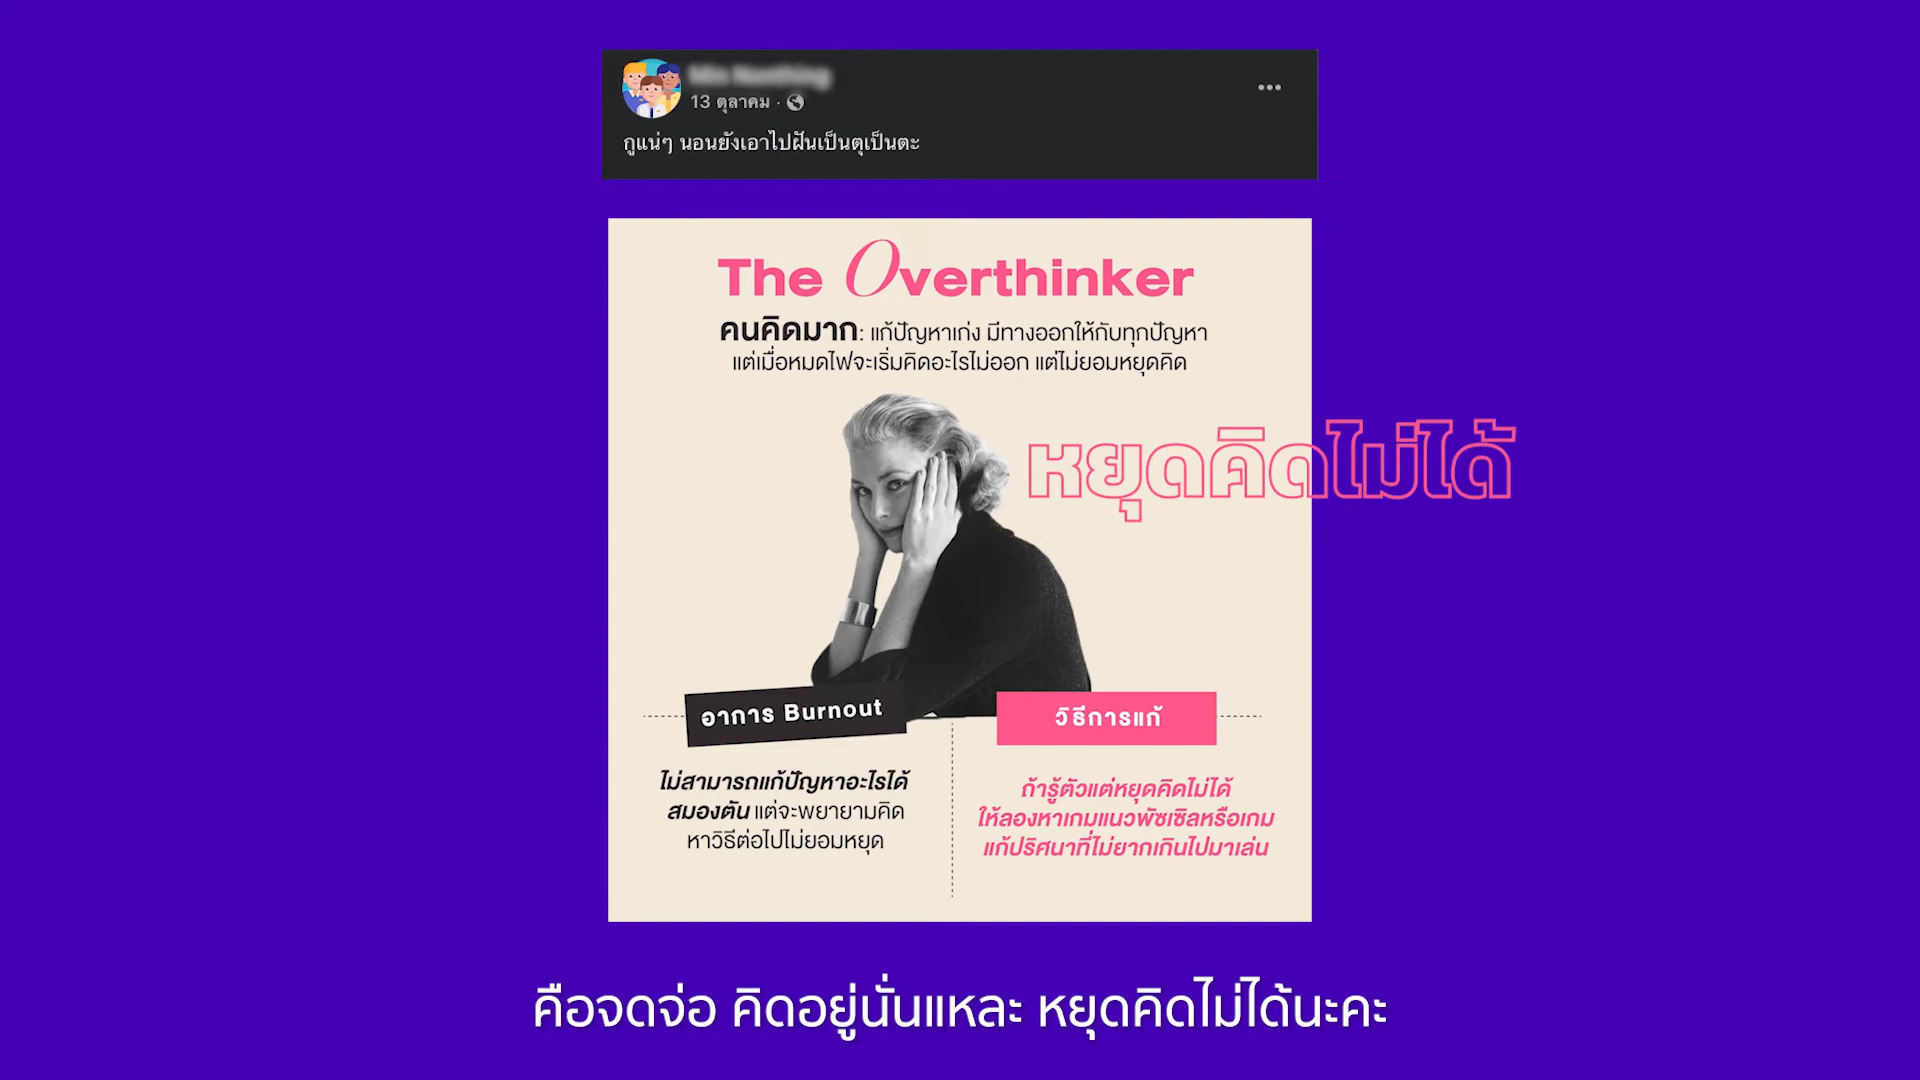 13 ตุลาคม ·
กูแน่ๆ นอนยังเอาไปฝันเป็นตุเป็นตะ
The Overthinker
คนคิดมาก: แก้ปัญหาเก่ง มีทางออกให้กับทุกปัญหา
แต่เมื่อหมดไฟจะเริ่มคิดอะไรไม่ออก แต่ไม่ยอมหยุดคิด
หยุดคิดไม่ได้
อาการ Burnout
ไม่สามารถแก้ปัญหาอะไรได้
สมองตัน แต่จะพยายามคิด
หาวิธีต่อไปไม่ยอมหยุด
วิธีการแก้
ถ้ารู้ตัวแต่หยุดคิดไม่ได้
ให้ลองหาเกมแนวพัซเซิลหรือเกม
แก้ปริศนาที่ไม่ยากเกินไปมาเล่น
คือจดจ่อ คิดอยู่นั่นแหละ หยุดคิดไม่ได้นะคะ